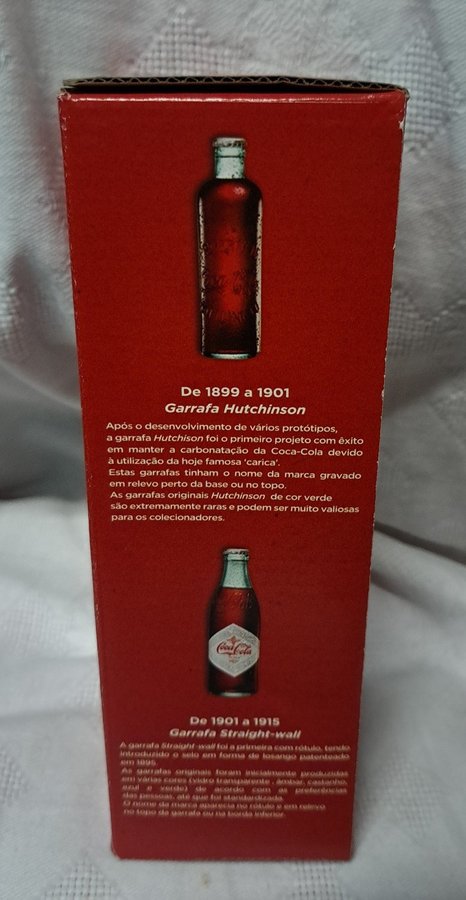 De 1899 a 1901
Garrafa Hutchinson
Após o desenvolvimento de vários protótipos,
a garrafa Hutchison foi o primeiro projeto com êxito
em manter a carbonatação da Coca-Cola devido
à utilização da hoje famosa 'carica'.
Estas garrafas tinham o nome da marca gravado
em relevo perto da base ou no topo.
As garrafas originais Hutchinson de cor verde
são extremamente raras e podem ser muito valiosas
para os colecionadores.
Coca-Cola
De 1901 a 1915
Garrafa Straight-wall
A garrafa Straight-wall foi a primeira com rótulo, tendo
introduzido o selo em forma de losango patenteado
em 1895.
As garrafas originais foram inicialmente produzidas
em várias cores (vidro transparente, âmbar, castanho,
azul e verde) de acordo com as preferências
das pessoas, até que foi standardizada.
O nome da marca aparecia no rótulo e em relevo
no topo da garrafa ou na borda inferior.